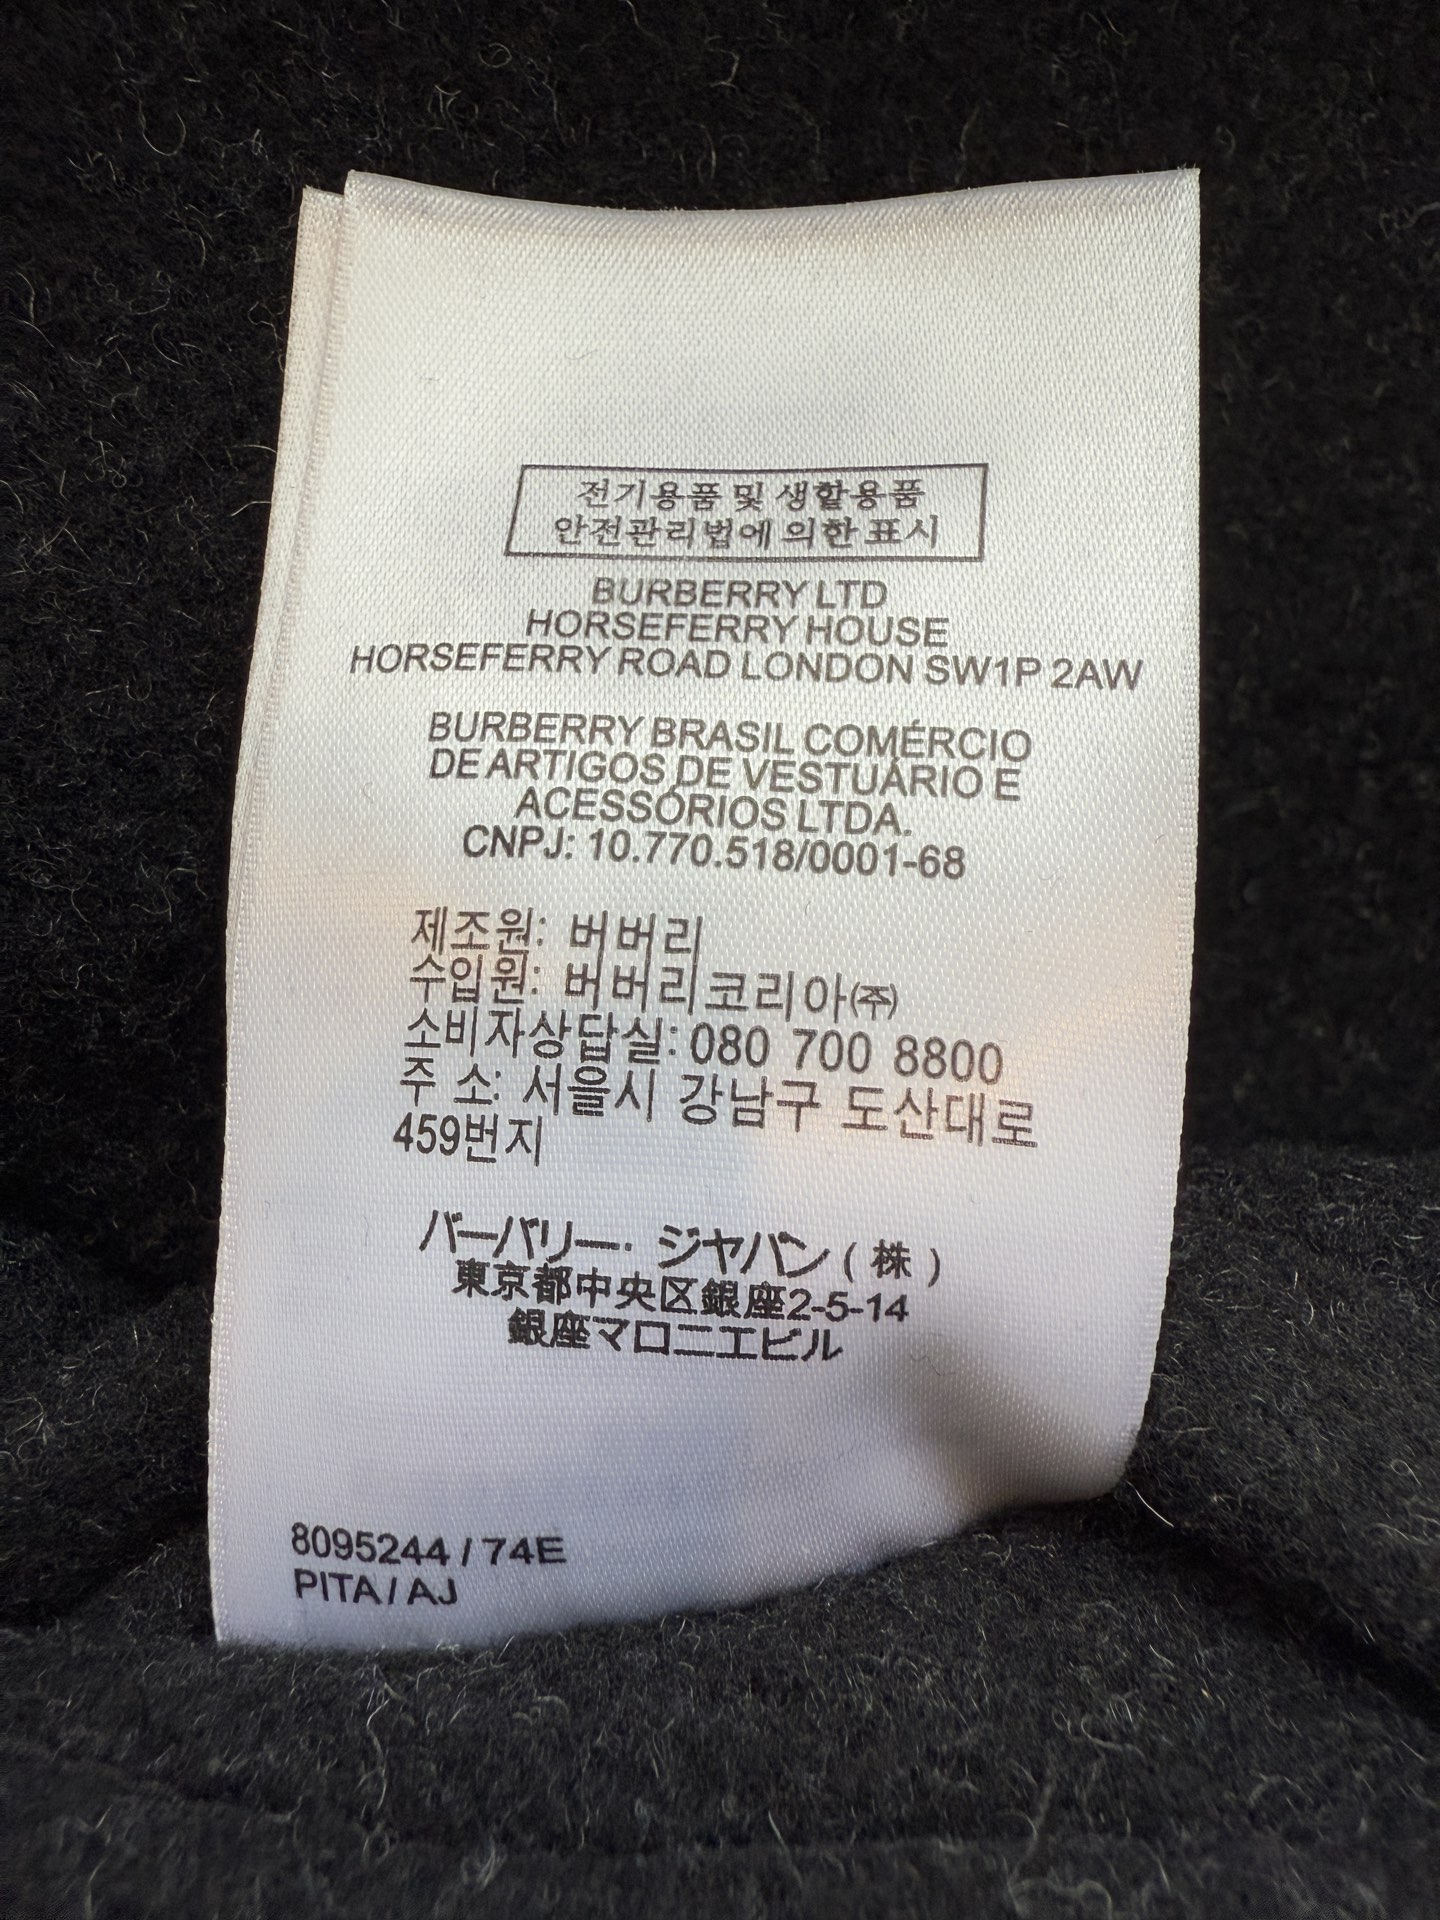 전기용품 및 생활용품
안전관리법에 의한 표시
BURBERRY LTD
HORSEFERRY HOUSE
HORSEFERRY ROAD LONDON SW1P 2AW
BURBERRY BRASIL COMÉRCIO
DE ARTIGOS DE VESTUÁRIO E
ACESSÓRIOS LTDA.
CNPJ: 10.770.518/0001-68
제조원: 버버리
수입원: 버버리코리아㈜
소비자상답실: 080 700 8800
주 소: 서을시 강남구 도산대로
459번지
バーバリー・ジャパン(株)
東京都中央区銀座2-5-14
銀座マロニエビル
8095244 / 74E
PITA / AJ